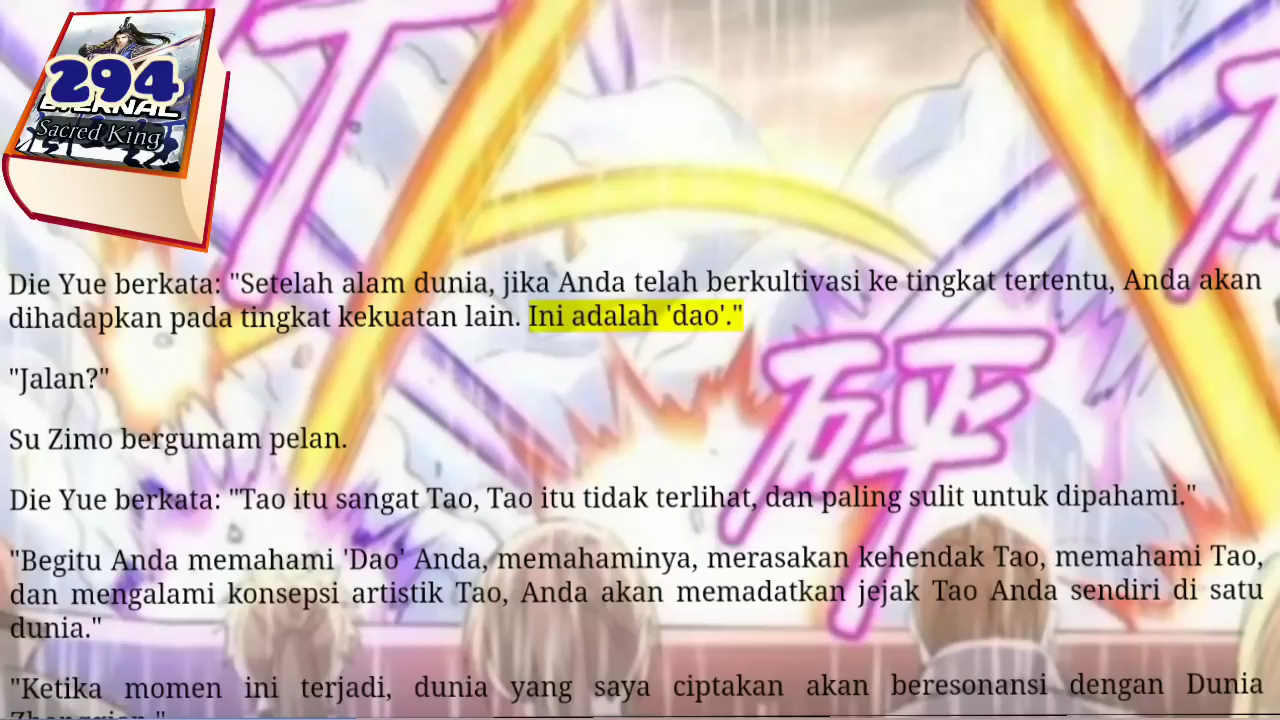 294
ETERNAL
Sacred King
Die Yue berkata: "Setelah alam dunia, jika Anda telah berkultivasi ke tingkat tertentu, Anda akan
dihadapkan pada tingkat kekuatan lain. Ini adalah 'dao'."
"Jalan?"
砰
Su Zimo bergumam pelan.
Die Yue berkata: "Tao itu sangat Tao, Tao itu tidak terlihat, dan paling sulit untuk dipahami."
"Begitu Anda memahami 'Dao' Anda, memahaminya, merasakan kehendak Tao, memahami Tao,
dan mengalami konsepsi artistik Tao, Anda akan memadatkan jejak Tao Anda sendiri di satu
dunia."
"Ketika momen ini terjadi, dunia yang saya ciptakan akan beresonansi dengan Dunia